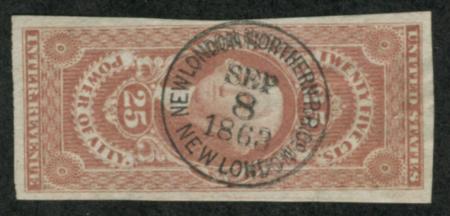 INTER. REVENUE
POWER OF ATTY.
25
NEW LONDON NORTHERN R.R. CO.
SEP
8
1863
NEW LONDON
TWENTY FIVE CTS.
UNITED STATES